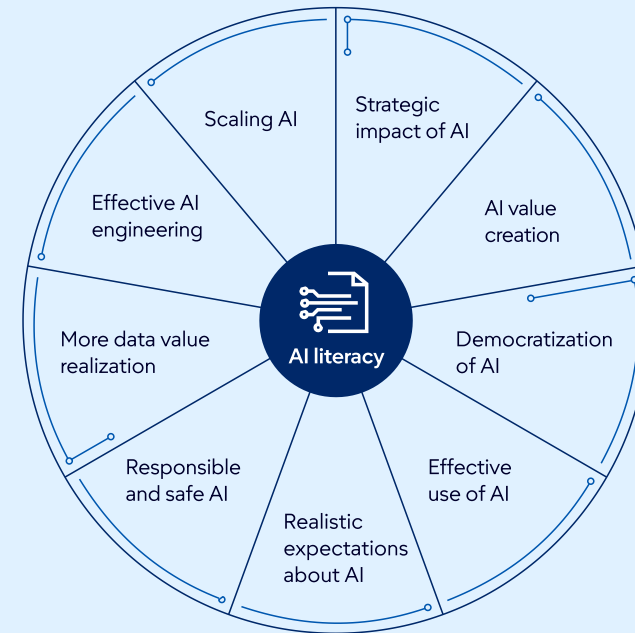 Scaling AI
Strategic
impact of AI
AI value
creation
Democratization
of AI
Effective
use of AI
Realistic
expectations
about AI
Responsible
and safe AI
More data value
realization
Effective AI
engineering
AI literacy